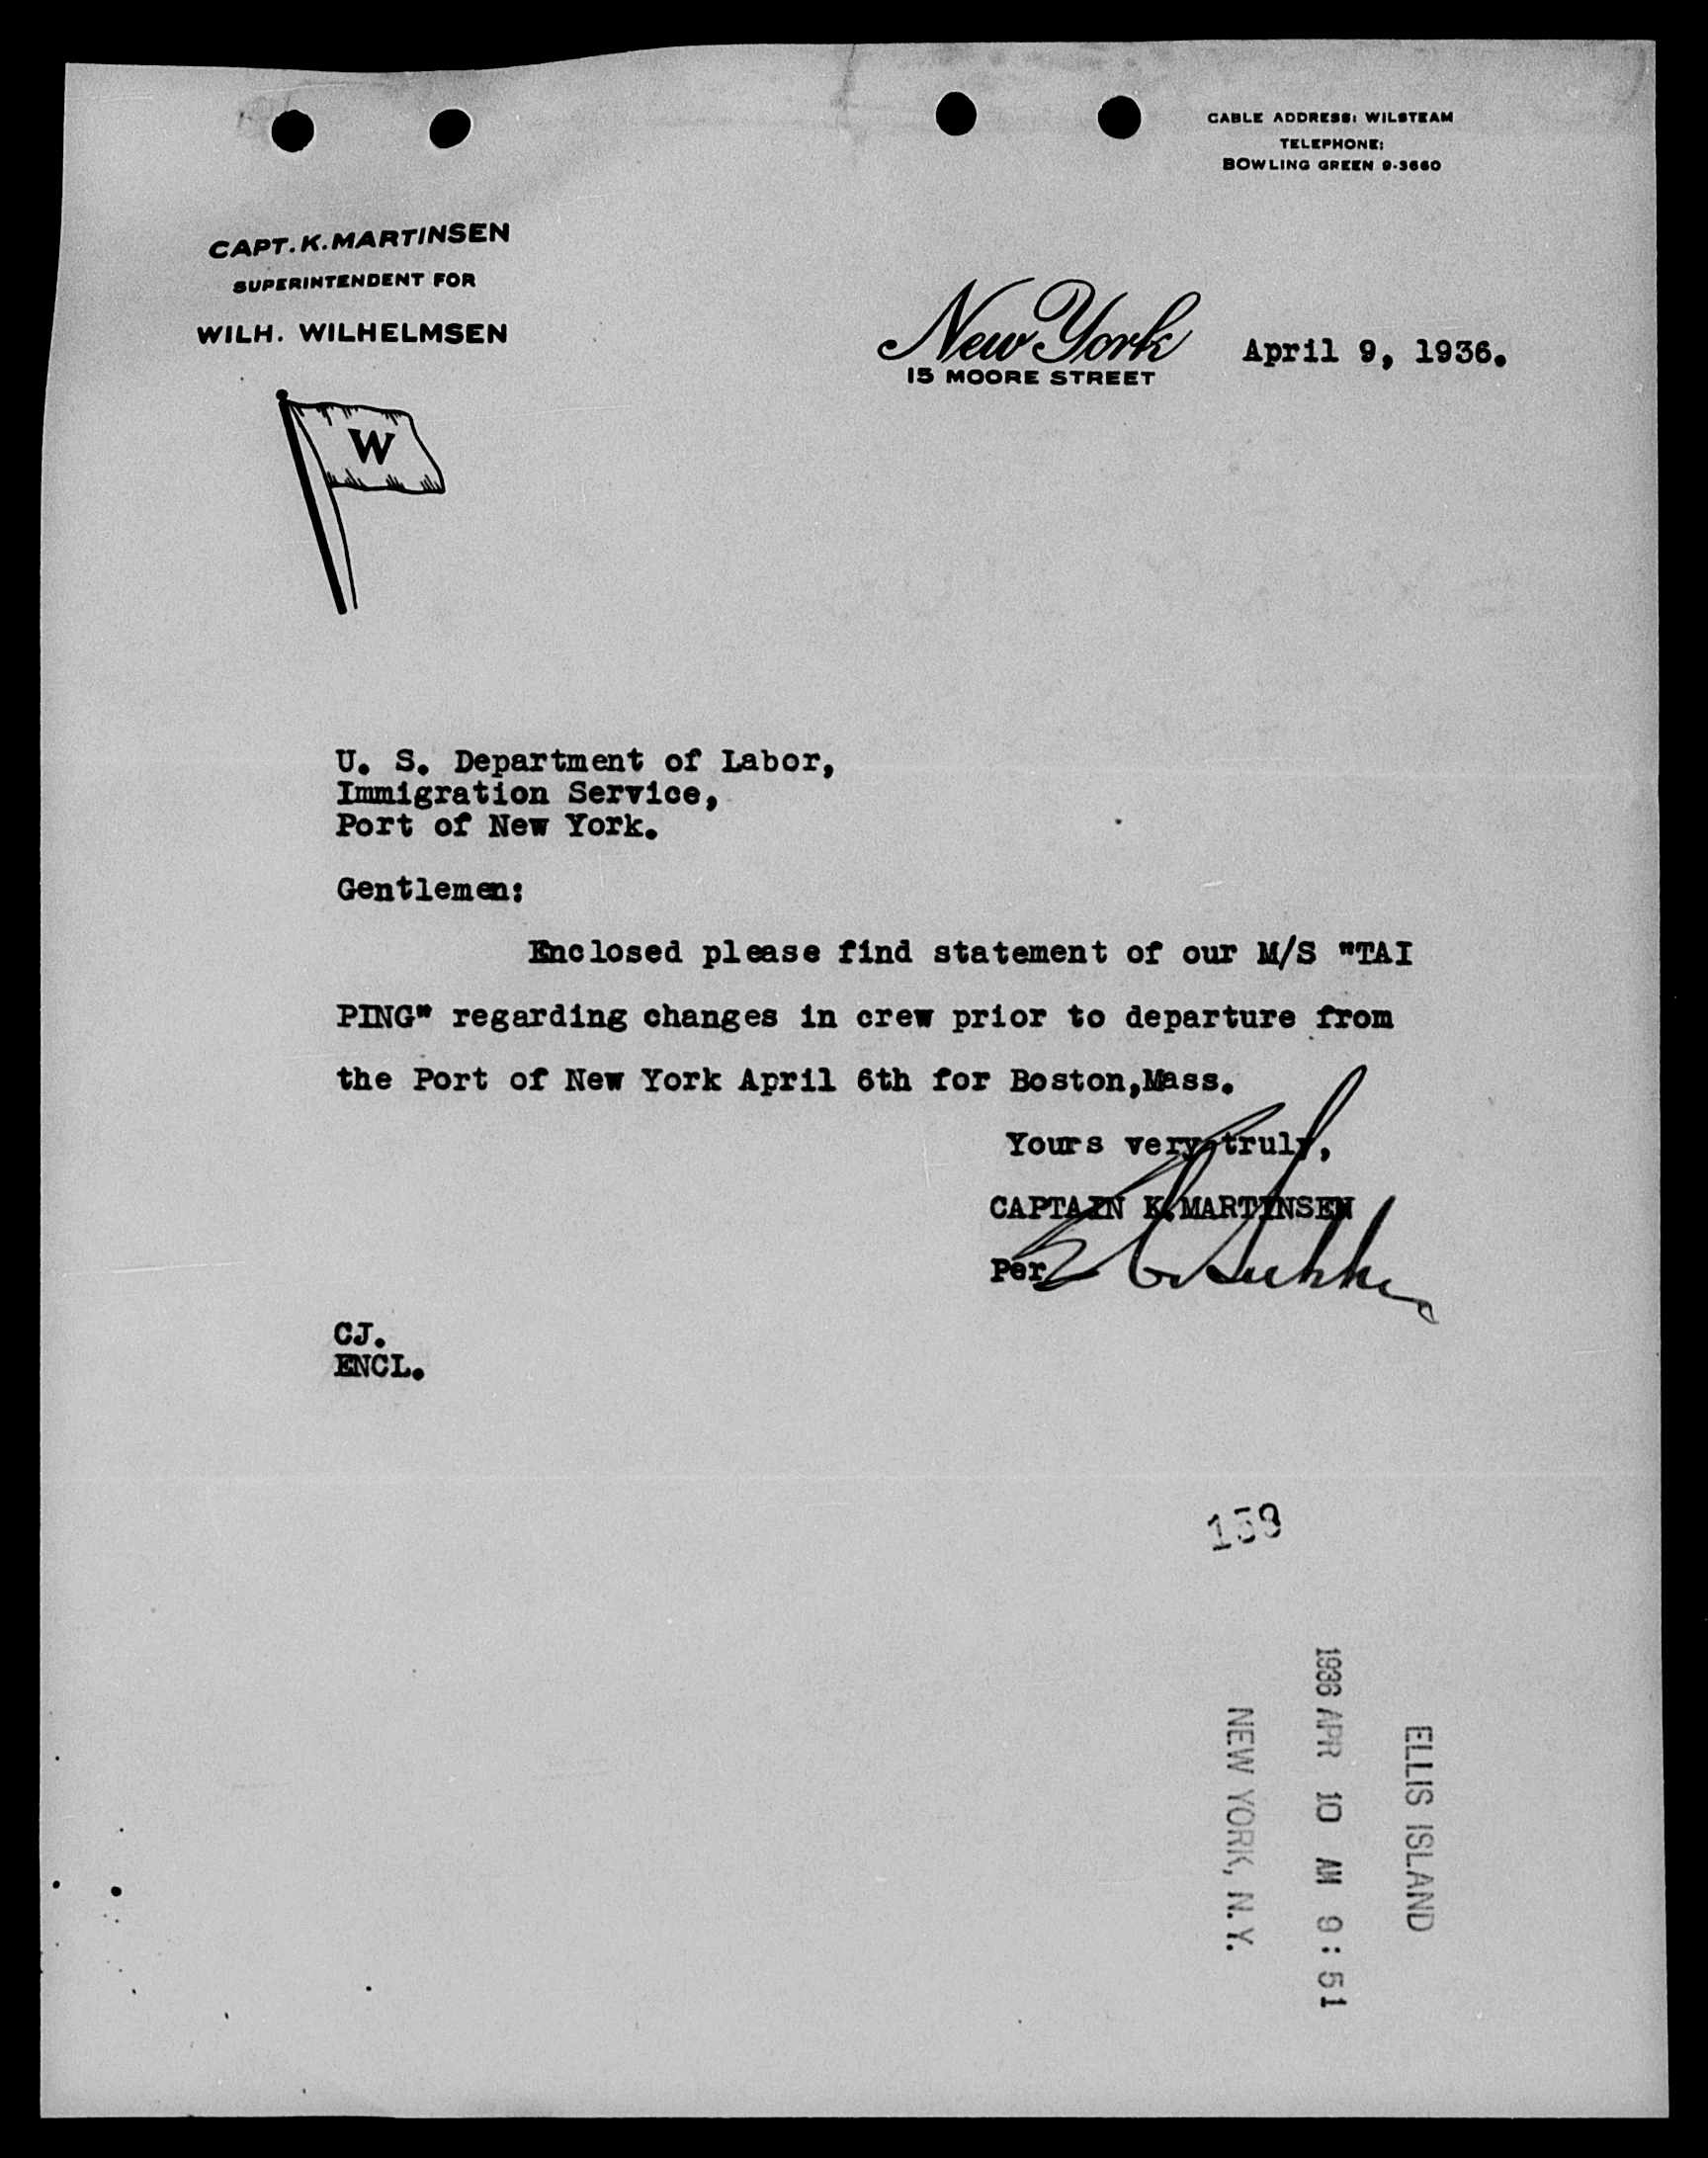 CABLE ADDRESS: WILSTEAM
TELEPHONE:
BOWLING GREEN 9-3660
CAPT. K. MARTINSEN
SUPERINTENDENT FOR
WILH. WILHELMSEN
W
New York
15 MOORE STREET
April 9, 1936.
U. S. Department of Labor,
Immigration Service,
Port of New York.
Gentlemen:
Enclosed please find statement of our M/S "TAI
PING" regarding changes in crew prior to departure from
the Port of New York April 6th for Boston,Mass.
Yours very truly,
CAPTAIN K.MARTINSEN
Per
CJ.
ENCL.
139
ELLIS ISLAND
1936 APR 10 AM 9:51
NEW YORK, N.Y.